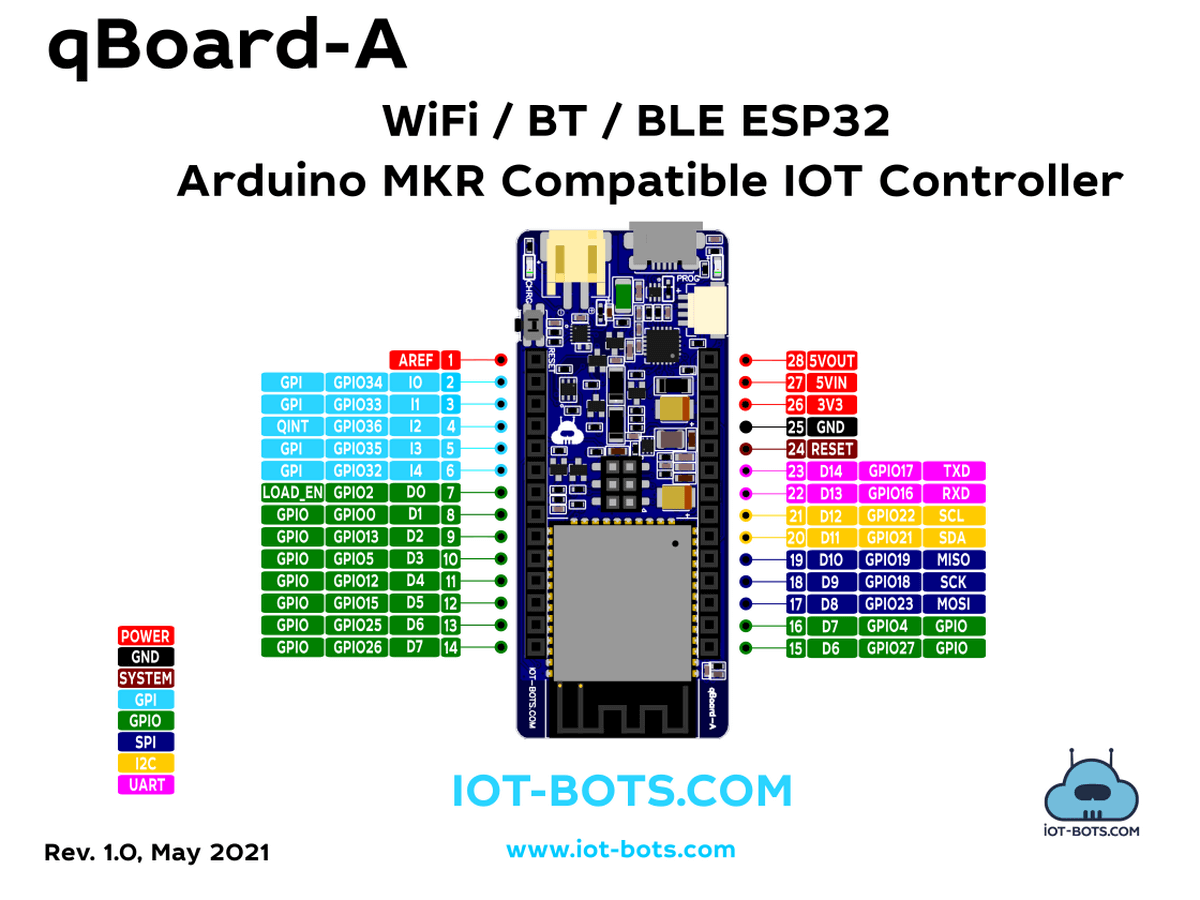 qBoard-A
WiFi / BT / BLE ESP32
Arduino MKR Compatible IOT Controller
CHRG
PROG
RESET
AREF 1
GPI GPIO34 I0 2
GPI GPIO33 I1 3
QINT GPIO36 I2 4
GPI GPIO35 I3 5
GPI GPIO32 I4 6
LOAD_EN GPIO2 D0 7
GPIO GPIO0 D1 8
GPIO GPIO13 D2 9
GPIO GPIO5 D3 10
GPIO GPIO12 D4 11
GPIO GPIO15 D5 12
GPIO GPIO25 D6 13
GPIO GPIO26 D7 14
28 5VOUT
27 5VIN
26 3V3
25 GND
24 RESET
23 D14 GPIO17 TXD
22 D13 GPIO16 RXD
21 D12 GPIO22 SCL
20 D11 GPIO21 SDA
19 D10 GPIO19 MISO
18 D9 GPIO18 SCK
17 D8 GPIO23 MOSI
16 D7 GPIO4 GPIO
15 D6 GPIO27 GPIO
IOT-BOTS.COM
qBoard-A
POWER
GND
SYSTEM
GPI
GPIO
SPI
I2C
UART
IOT-BOTS.COM
www.iot-bots.com
iOT-BOTS.COM
Rev. 1.0, May 2021